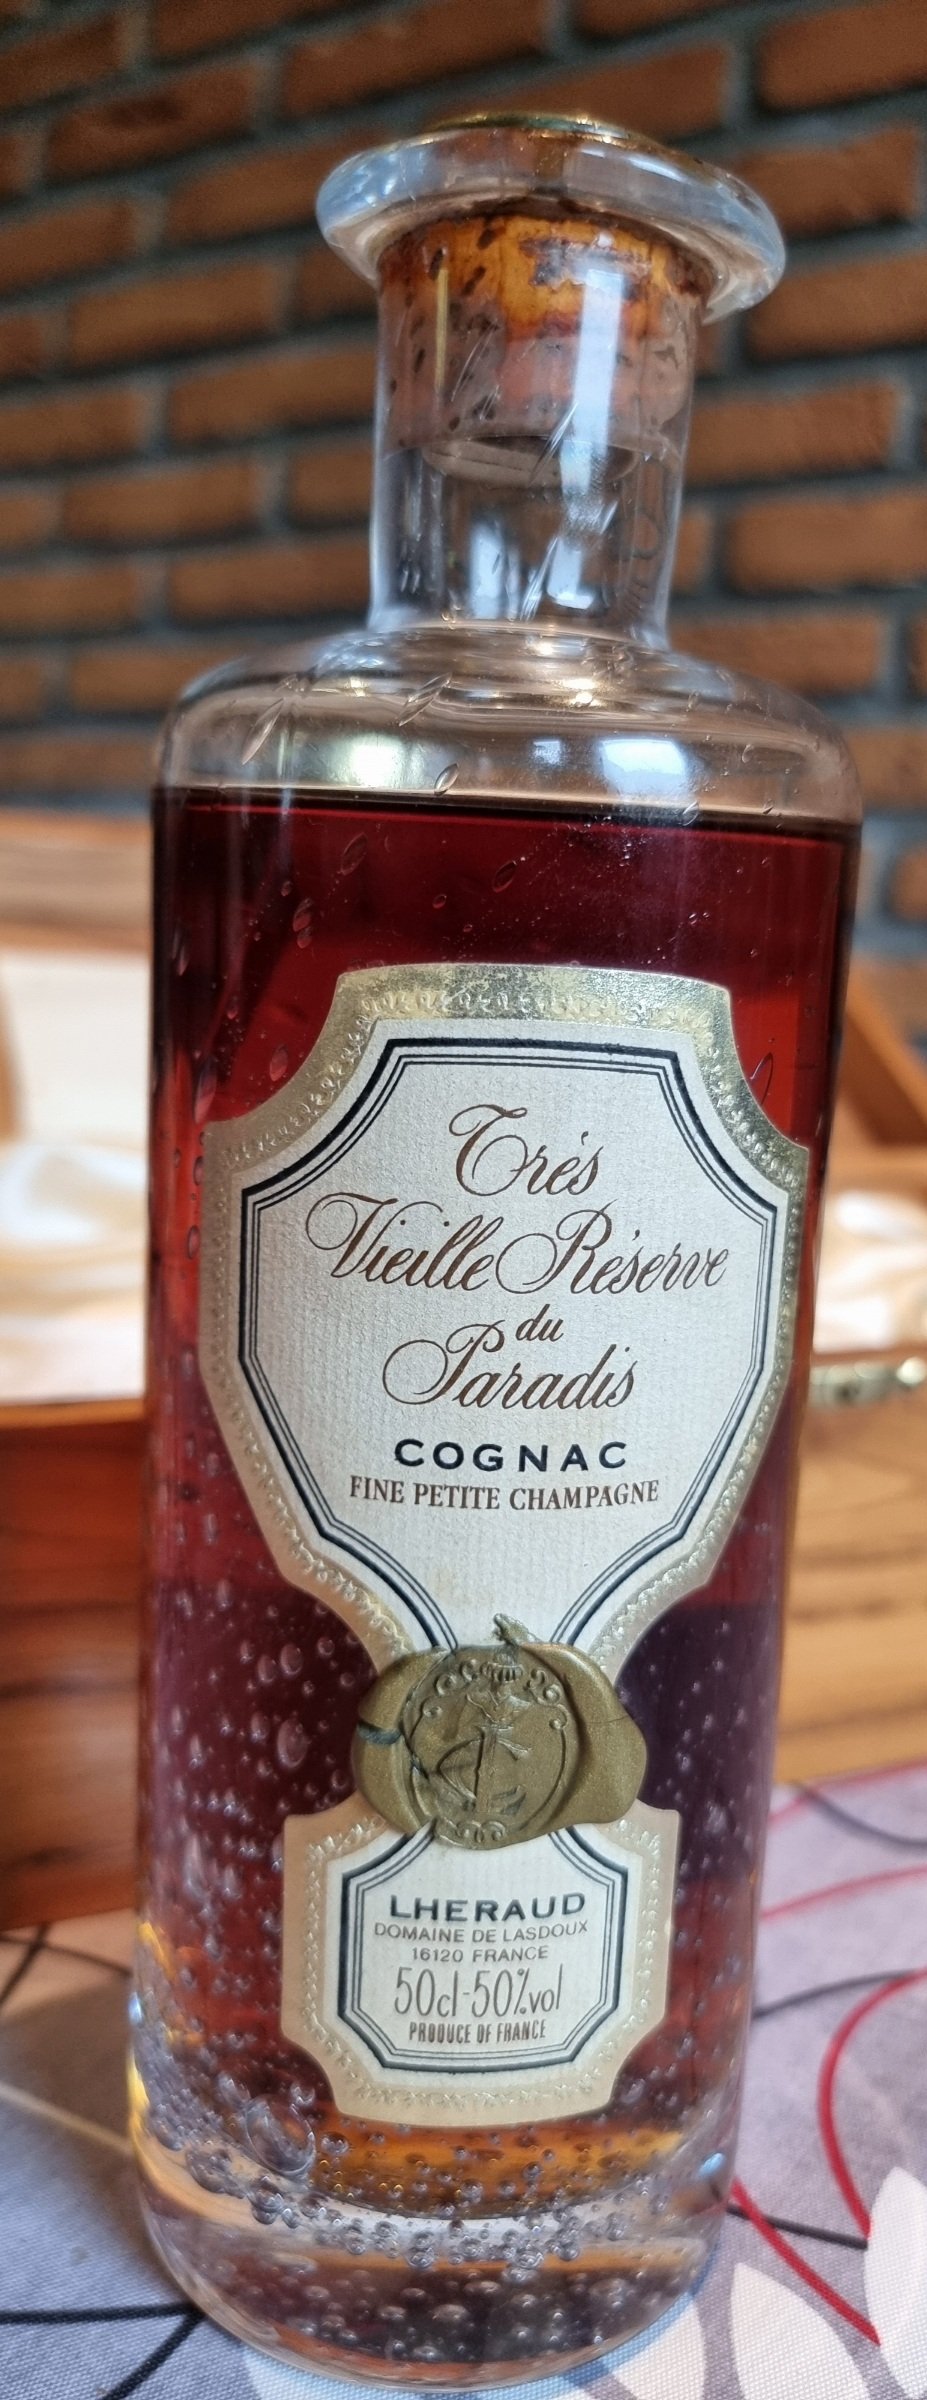 Très
Vieille Réserve
du
Paradis
COGNAC
FINE PETITE CHAMPAGNE
LHERAUD
DOMAINE DE LASDOUX
16120 FRANCE
50cl-50%vol
PRODUCE OF FRANCE